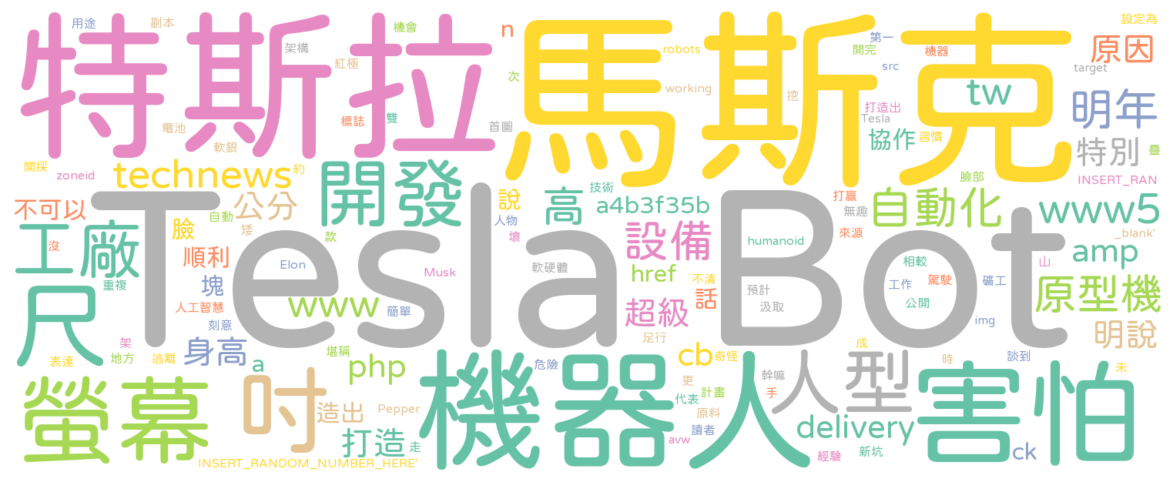 特斯拉
馬斯克
用途
副本
架構
紅極
機會
n
次
首圖
電池
軟銀
標誌
雙
robots
working
挖
開完
第一
src
機器
設定為
原因
target
tw
明年
打造出
Tesla
協作
習慣
特別
疊
INSERT_RAN
臉部
開採
zoneid
technews
約
開發
說
技術
高
a4b3f35b
人物
壞
打贏
無趣
來源
自動化
www5
_blank'
不可以
臉
自動
公分
矮
款
工廠
沒
順利
重複
Tesla Bot
設備
humanoid
軟硬體
相較
駕駛
礦工
山
amp
Elon
Musk
href
不清
話
預計
汲取
工作
公開
原型機
尺
塊
人工智慧
www
簡單
刻意
超級
足行
img
明說
架
地方
表達
逃離
身高
a
堪稱
php
危險
cb
奇怪
成
時
談到
未
螢幕
吋
造出
Pepper
打造
走
機器人
更
代表
計畫
原料
讀者
avw
幹嘛
手
人型
delivery
經驗
新坑
害怕
ck
INSERT_RANDOM_NUMBER_HERE'